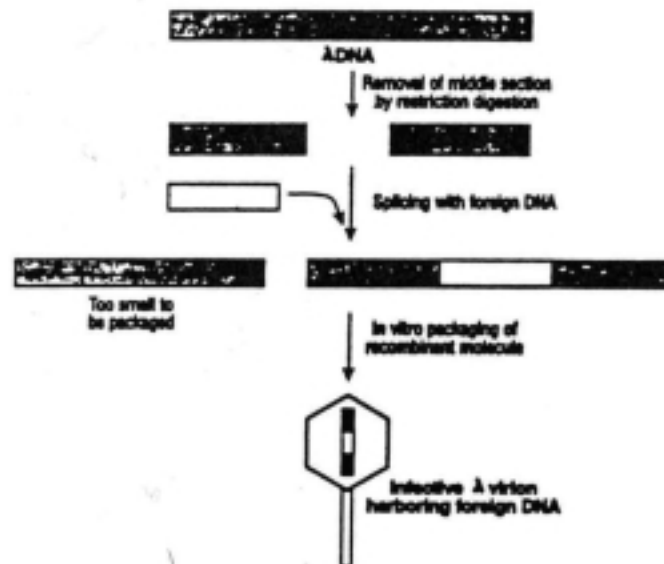 λDNA
Removal of middle section
by restriction digestion
Splicing with foreign DNA
Too small to
be packaged
In vitro packaging of
recombinant molecule
Infective λ virion
harboring foreign DNA